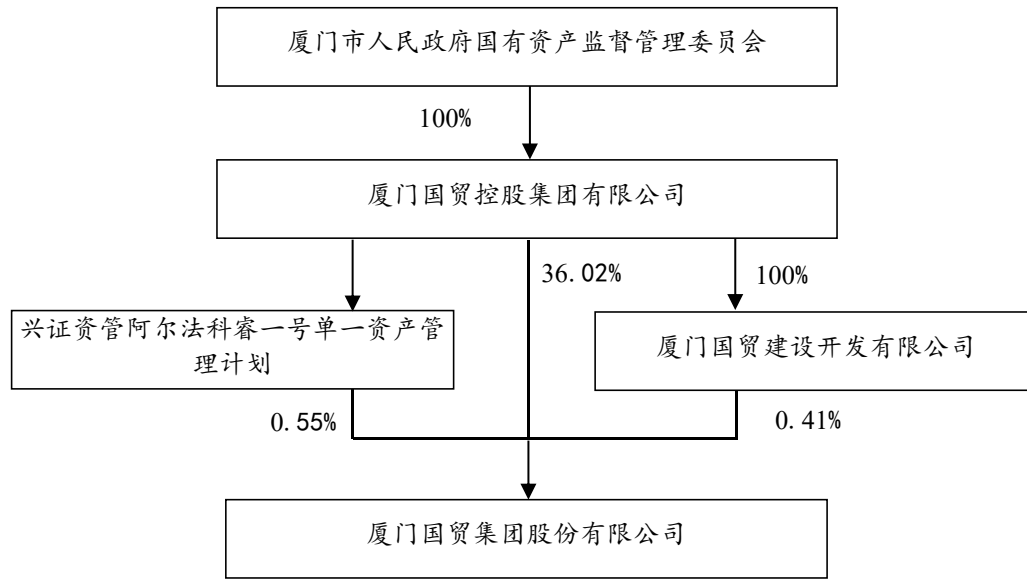 厦门市人民政府国有资产监督管理委员会
100%
厦门国贸控股集团有限公司
36.02%
100%
兴证资管阿尔法科睿一号单一资产管
理计划
厦门国贸建设开发有限公司
0.55%
0.41%
厦门国贸集团股份有限公司